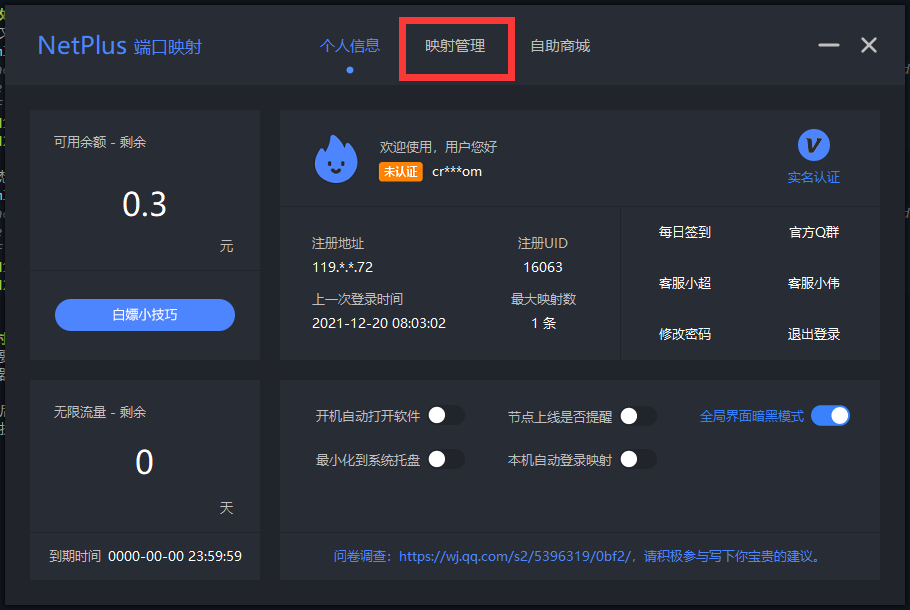 NetPlus 端口映射
个人信息
映射管理
自助商城
可用余额 - 剩余
0.3
元
白嫖小技巧
欢迎使用，用户您好
未认证 cr***om
实名认证
注册地址
119.*.*.72
注册UID
16063
上一次登录时间
2021-12-20 08:03:02
最大映射数
1 条
每日签到
官方Q群
客服小超
客服小伟
修改密码
退出登录
无限流量 - 剩余
0
天
到期时间 0000-00-00 23:59:59
开机自动打开软件
节点上线是否提醒
全局界面暗黑模式
最小化到系统托盘
本机自动登录映射
问卷调查：https://wj.qq.com/s2/5396319/0bf2/，请积极参与写下你宝贵的建议。